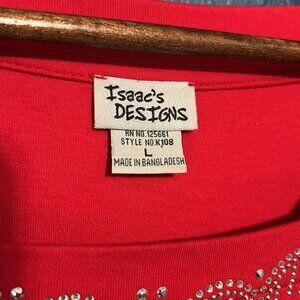 Isaac's
DESIGNS
RN NO. 125661
STYLE NO:KJ08
L
MADE IN BANGLADESH